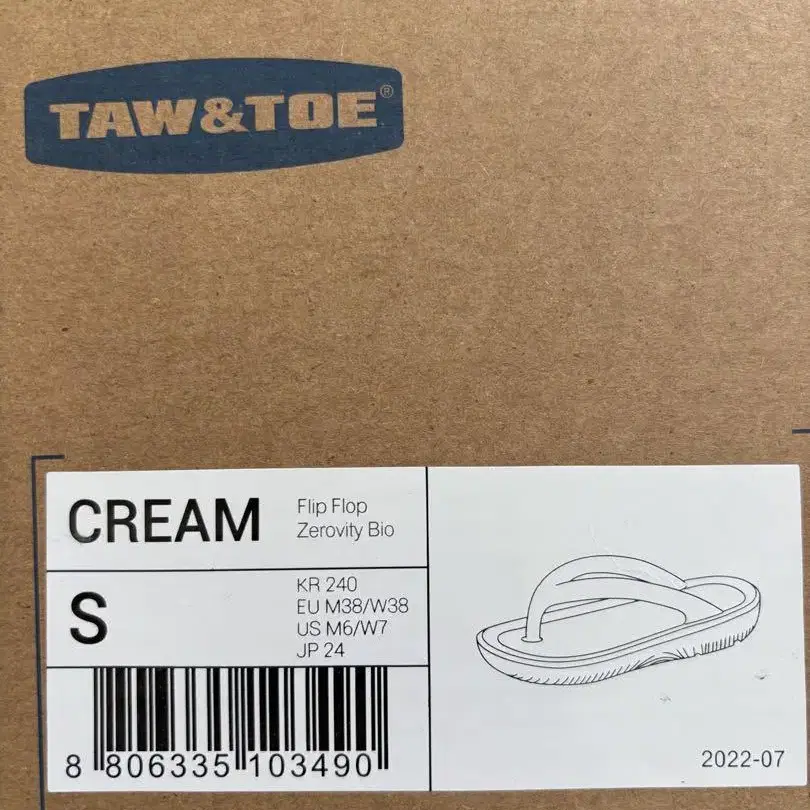 TAW&TOE®
CREAM
Flip Flop
Zerovity Bio
S
KR 240
EU M38/W38
US M6/W7
JP 24
8 806335 103490
2022-07